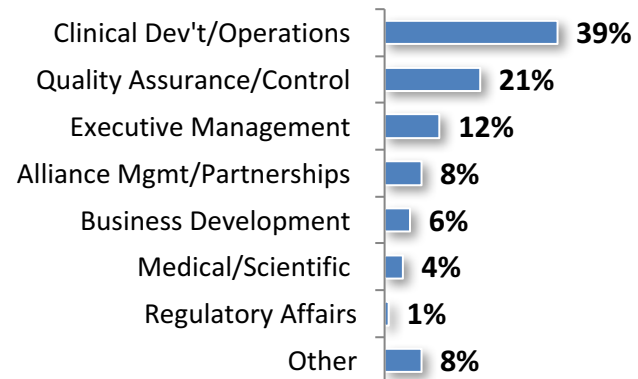 Clinical Dev't/Operations 39%
Quality Assurance/Control 21%
Executive Management 12%
Alliance Mgmt/Partnerships 8%
Business Development 6%
Medical/Scientific 4%
Regulatory Affairs 1%
Other 8%